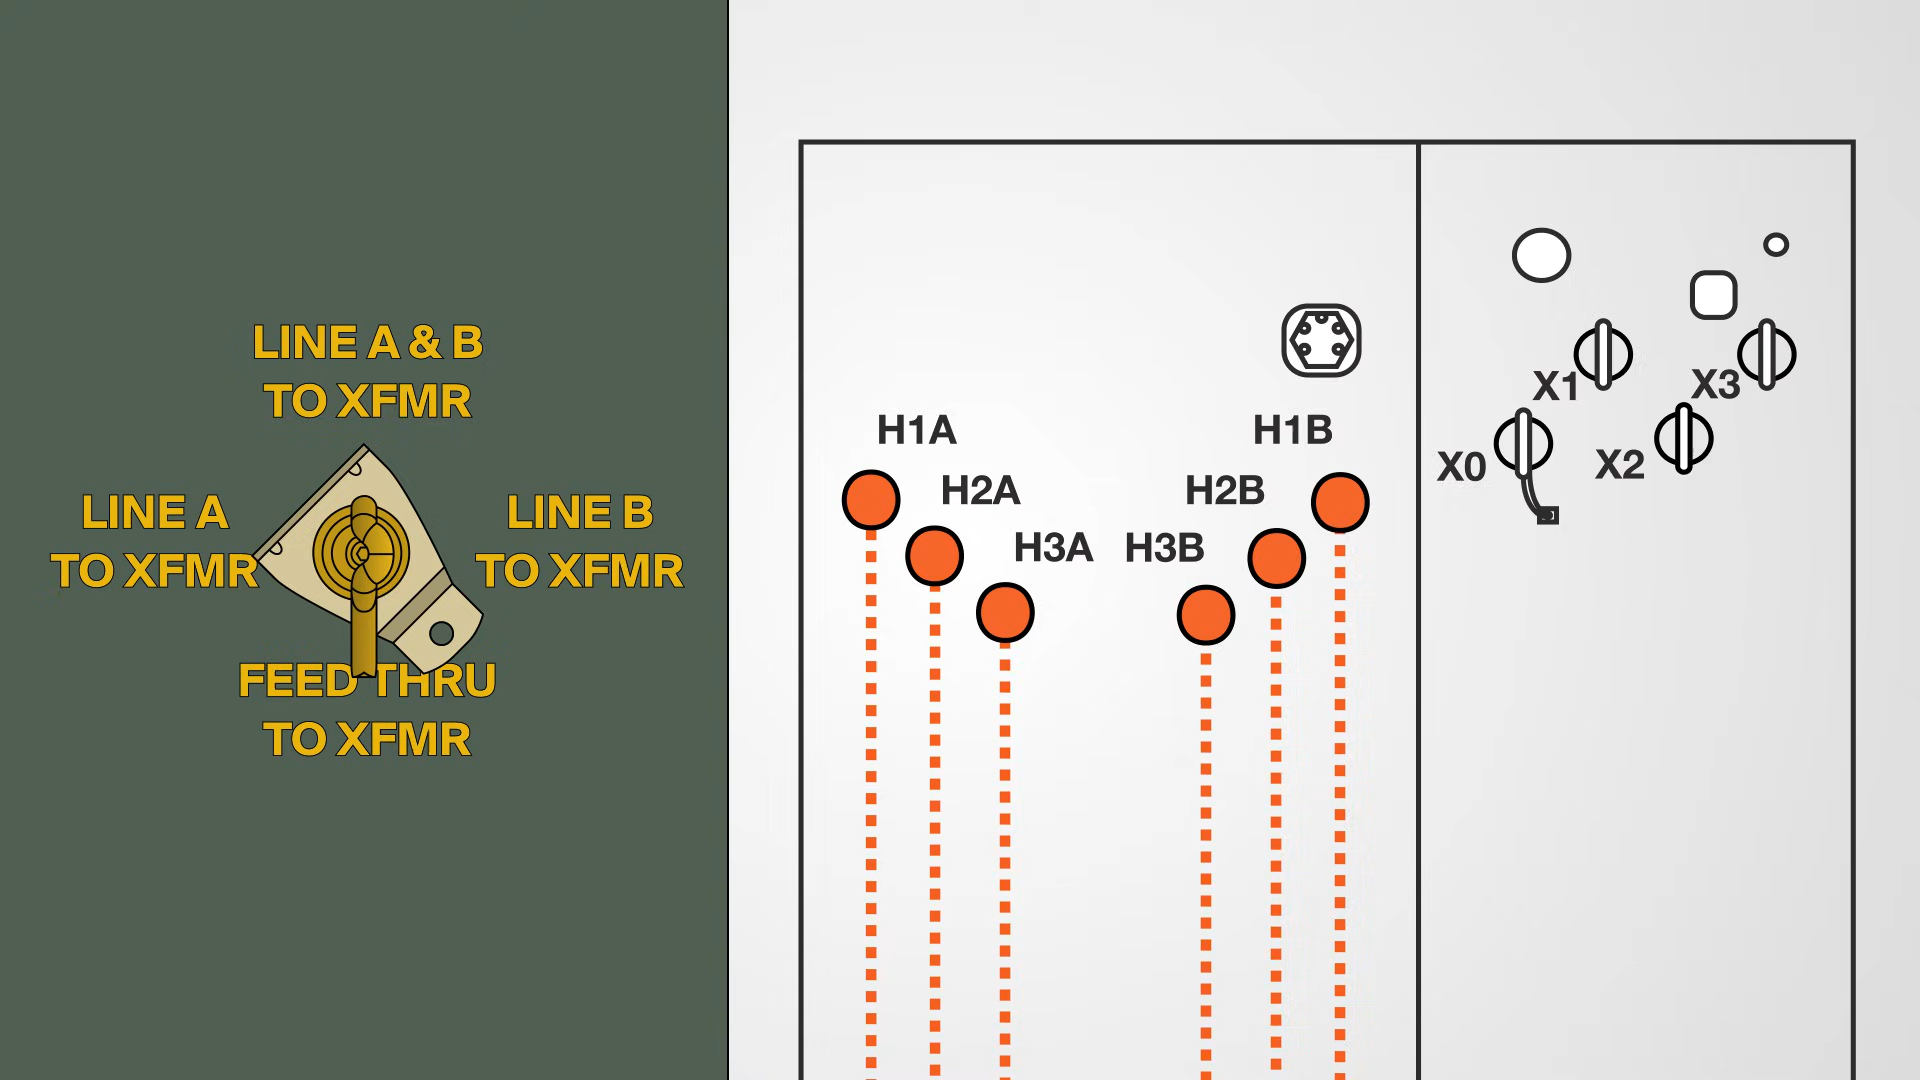 LINE A & B
TO XFMR
LINE A
TO XFMR
LINE B
TO XFMR
FEED THRU
TO XFMR
H1A
H2A
H3A
H1B
H2B
H3B
X1
X3
X0
X2